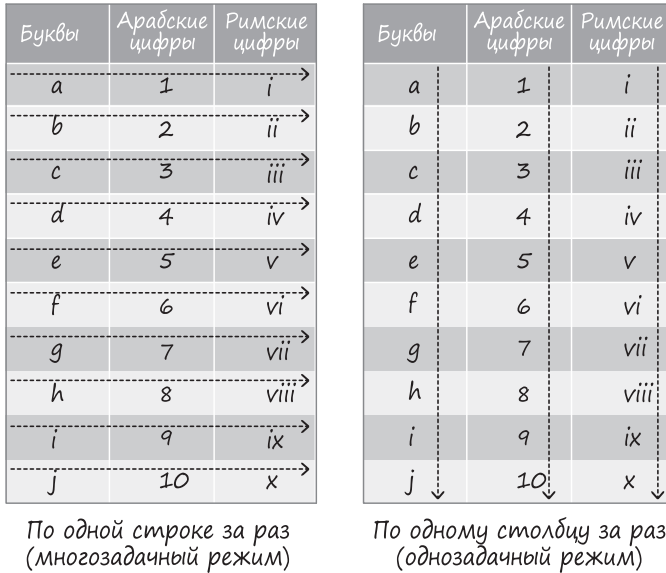 Буквы Арабские цифры Римские цифры
a 1 i
b 2 ii
c 3 iii
d 4 iv
e 5 v
f 6 vi
g 7 vii
h 8 viii
i 9 ix
j 10 x
По одной строке за раз
(многозадачный режим)
Буквы Арабские цифры Римские цифры
a 1 i
b 2 ii
c 3 iii
d 4 iv
e 5 v
f 6 vi
g 7 vii
h 8 viii
i 9 ix
j 10 x
По одному столбцу за раз
(однозадачный режим)